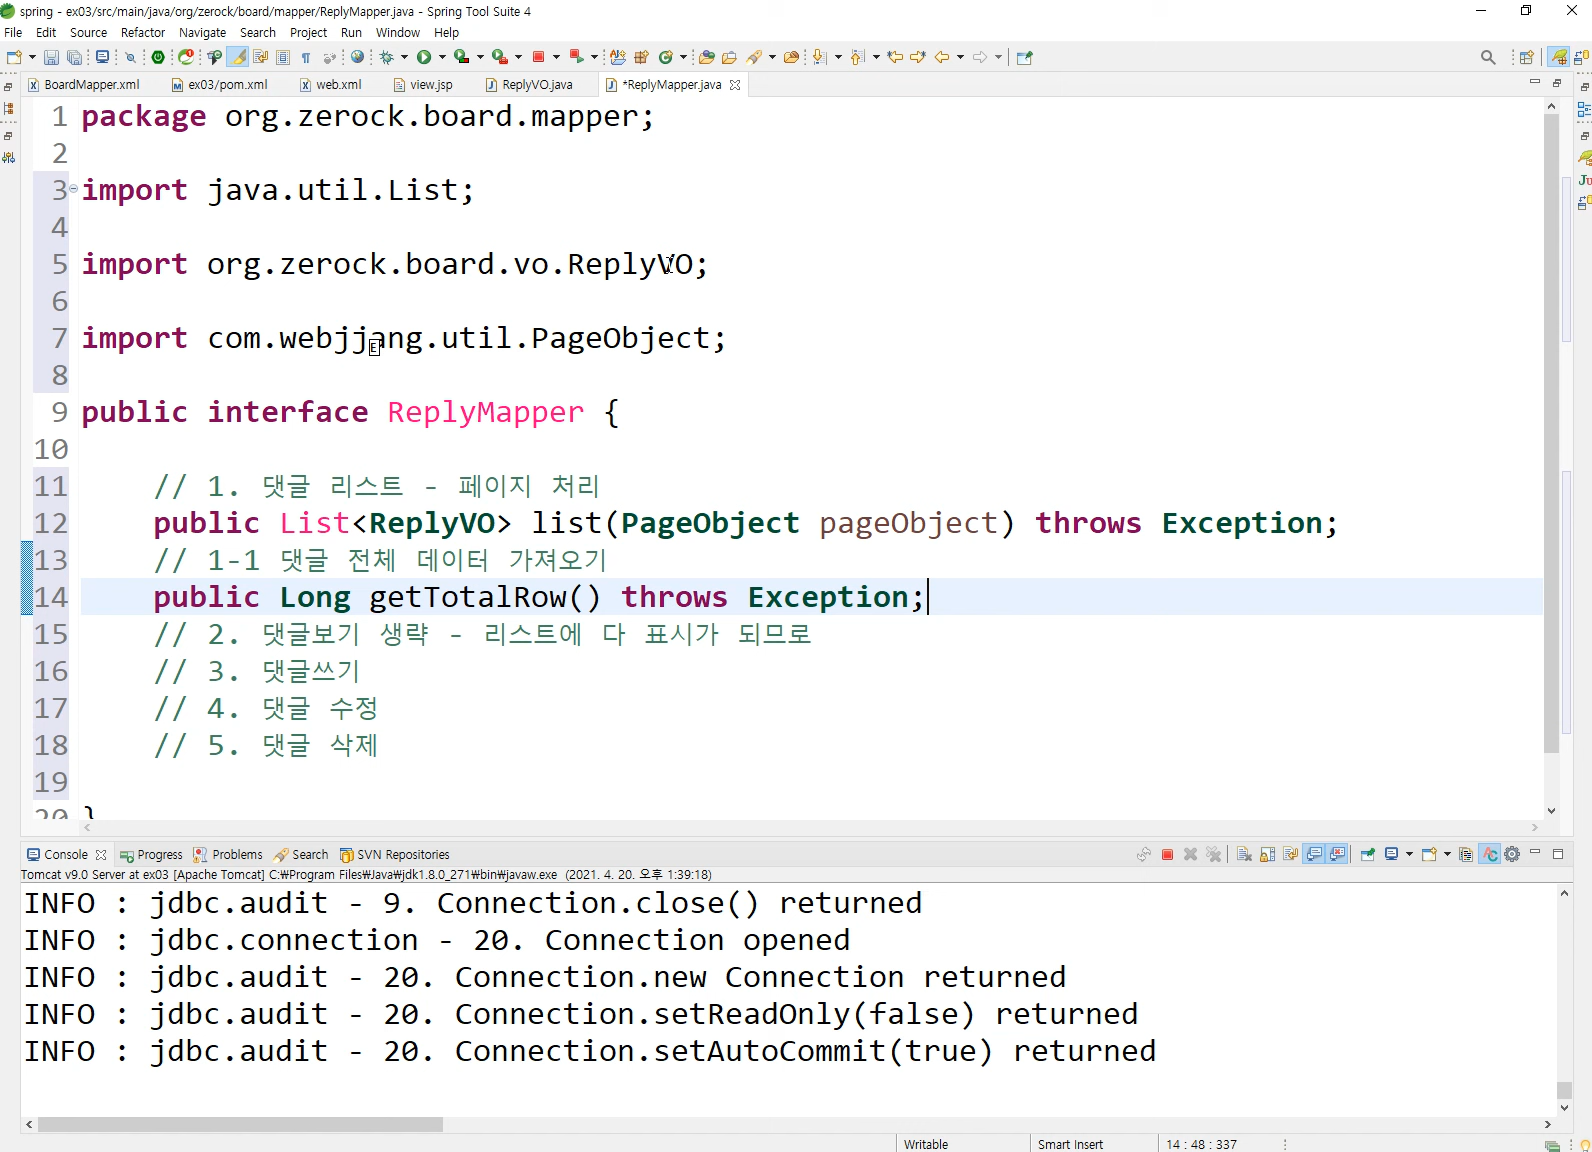 spring - ex03/src/main/java/org/zerock/board/mapper/ReplyMapper.java - Spring Tool Suite 4
File Edit Source Refactor Navigate Search Project Run Window Help
BoardMapper.xml ex03/pom.xml web.xml view.jsp ReplyVO.java *ReplyMapper.java
1 package org.zerock.board.mapper;
2
3 import java.util.List;
4
5 import org.zerock.board.vo.ReplyVO;
6
7 import com.webjjang.util.PageObject;
8
9 public interface ReplyMapper {
10
11 // 1. 댓글 리스트 - 페이지 처리
12 public List<ReplyVO> list(PageObject pageObject) throws Exception;
13 // 1-1 댓글 전체 데이터 가져오기
14 public Long getTotalRow() throws Exception;
15 // 2. 댓글보기 생략 - 리스트에 다 표시가 되므로
16 // 3. 댓글쓰기
17 // 4. 댓글 수정
18 // 5. 댓글 삭제
19
20 }
Console Progress Problems Search SVN Repositories
Tomcat v9.0 Server at ex03 [Apache Tomcat] C:₩Program Files₩Java₩jdk1.8.0_271₩bin₩javaw.exe (2021. 4. 20. 오후 1:39:18)
INFO : jdbc.audit - 9. Connection.close() returned
INFO : jdbc.connection - 20. Connection opened
INFO : jdbc.audit - 20. Connection.new Connection returned
INFO : jdbc.audit - 20. Connection.setReadOnly(false) returned
INFO : jdbc.audit - 20. Connection.setAutoCommit(true) returned
Writable Smart Insert 14 : 48 : 337